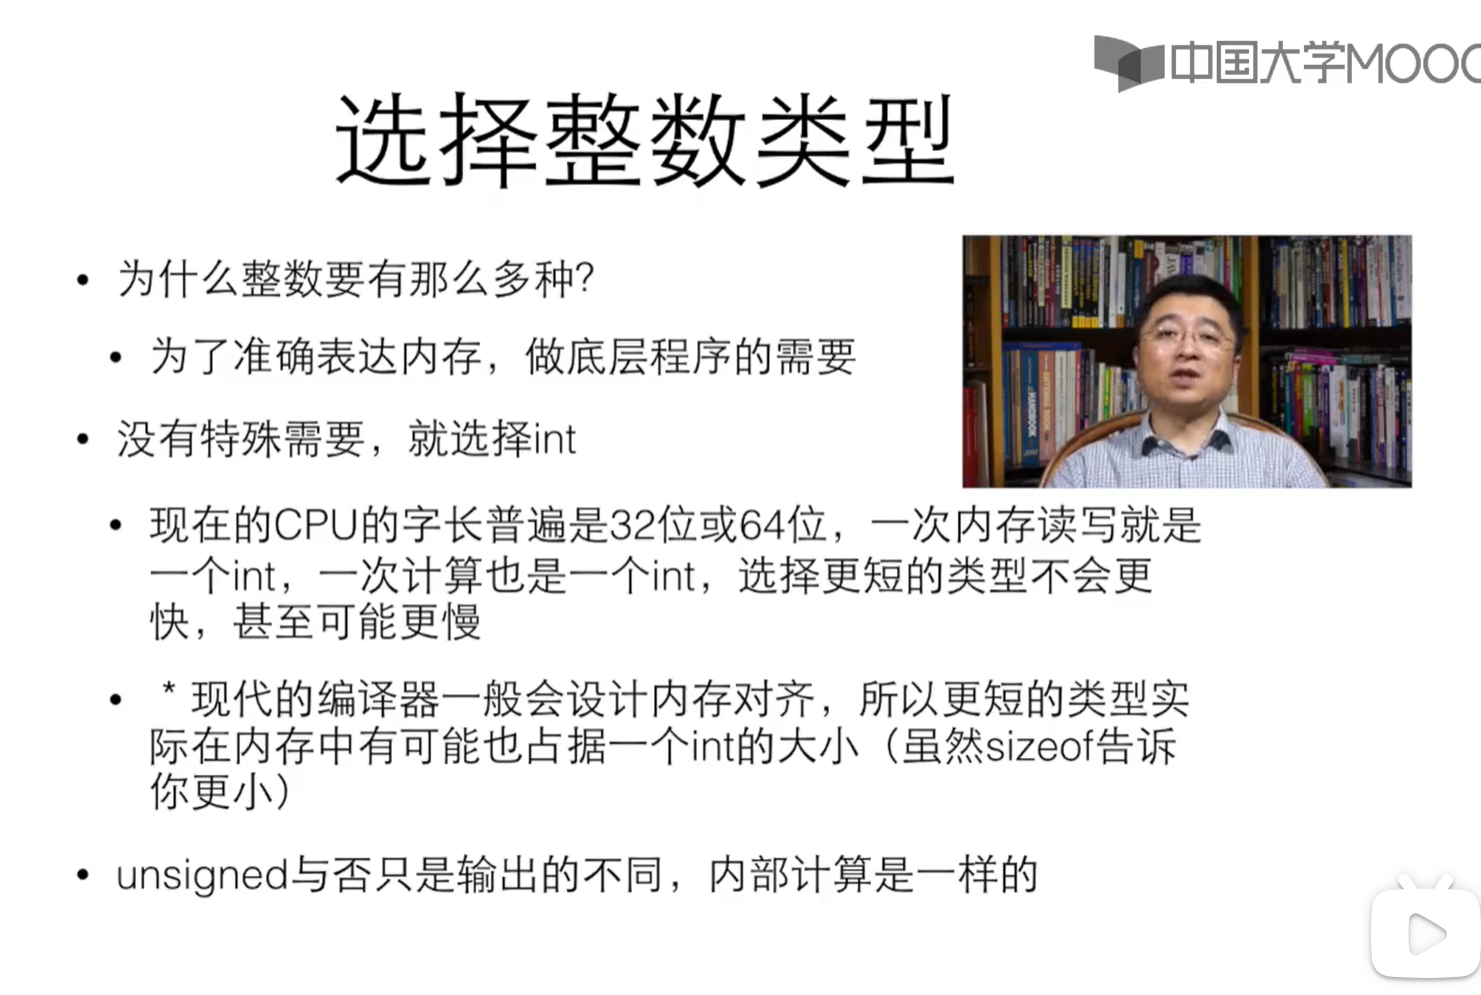 中国大学MOOC
选择整数类型
• 为什么整数要有那么多种？
• 为了准确表达内存，做底层程序的需要
• 没有特殊需要，就选择int
• 现在的CPU的字长普遍是32位或64位，一次内存读写就是
一个int，一次计算也是一个int，选择更短的类型不会更
快，甚至可能更慢
• * 现代的编译器一般会设计内存对齐，所以更短的类型实
际在内存中有可能也占据一个int的大小（虽然sizeof告诉
你更小）
• unsigned与否只是输出的不同，内部计算是一样的